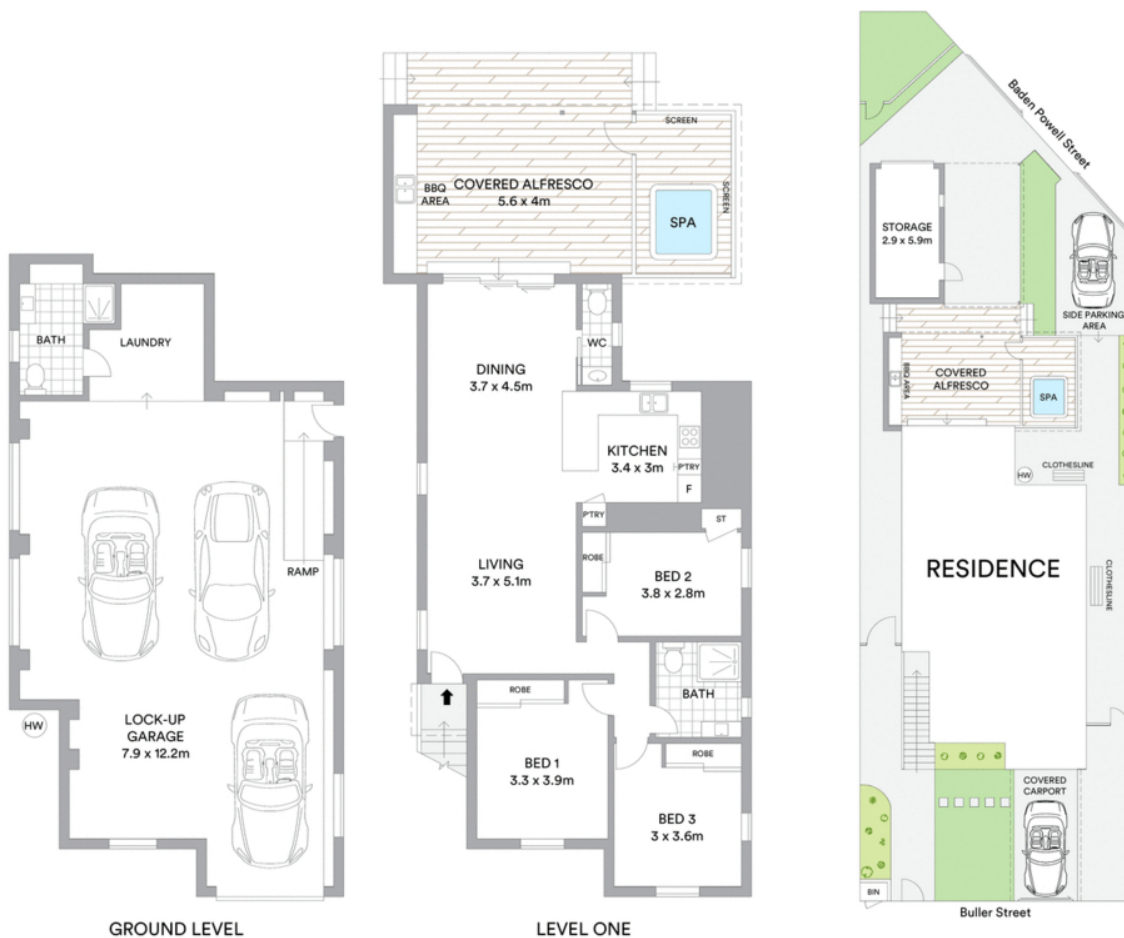 BATH
LAUNDRY
RAMP
HW
LOCK-UP
GARAGE
7.9 x 12.2m
GROUND LEVEL
SCREEN
BBQ
AREA
COVERED ALFRESCO
5.6 x 4m
SCREEN
SPA
WC
DINING
3.7 x 4.5m
KITCHEN
3.4 x 3m
P'TRY
F
P'TRY
ST
ROBE
LIVING
3.7 x 5.1m
BED 2
3.8 x 2.8m
BATH
ROBE
ROBE
BED 1
3.3 x 3.9m
BED 3
3 x 3.6m
LEVEL ONE
Baden Powell Street
STORAGE
2.9 x 5.9m
SIDE PARKING
AREA
BBQ AREA
COVERED
ALFRESCO
SPA
HW
CLOTHESLINE
RESIDENCE
CLOTHESLINE
COVERED
CARPORT
BIN
Buller Street